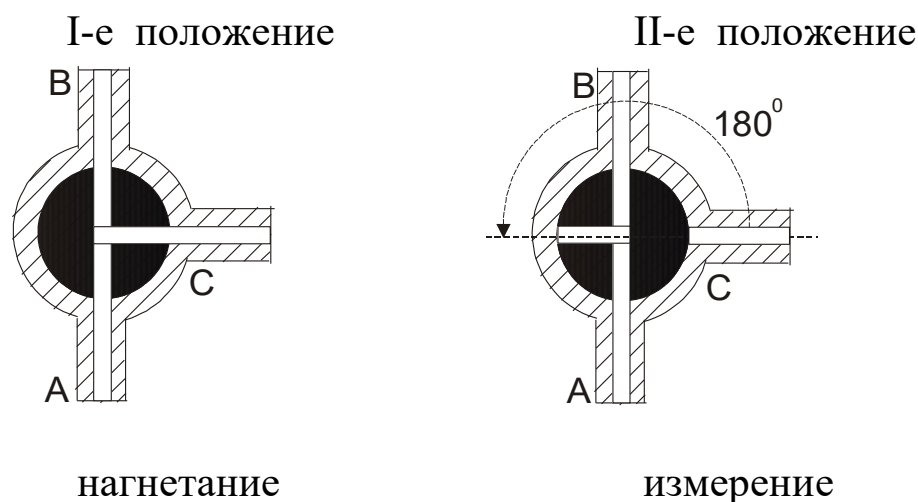 I-е положение
II-е положение
B
A
C
B
180⁰
A
C
нагнетание
измерение